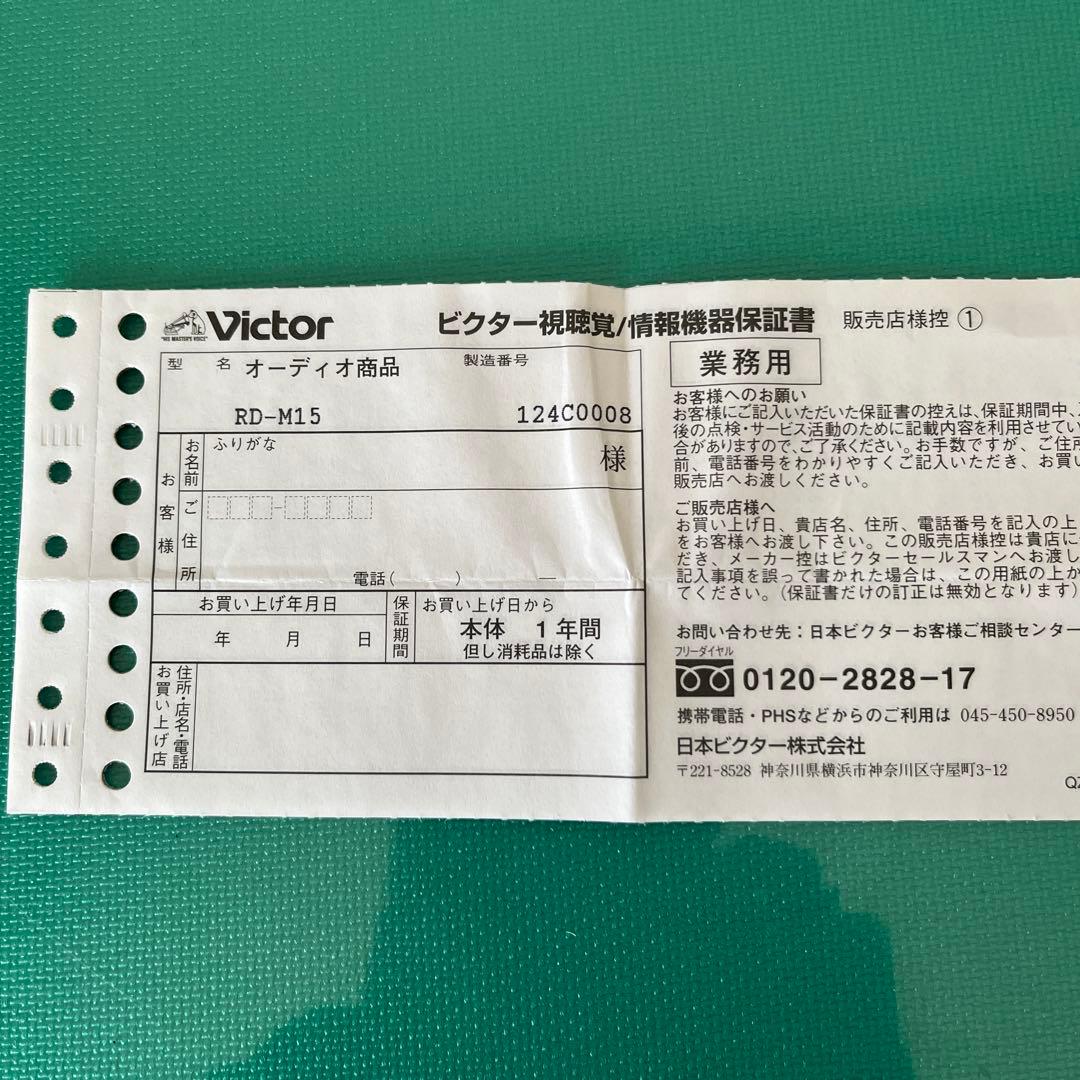 "HIS MASTER'S VOICE"
Victor
ビクター視聴覚/情報機器保証書 販売店様控 ①
型 名 オーディオ商品 製造番号
RD-M15 124C0008
お客様
お名前
ふりがな
様
ご住所
電話( ) —
お買い上げ年月日
年 月 日
保証期間
お買い上げ日から
本体 1年間
但し消耗品は除く
お買い上げ店
住所・店名・電話
業務用
お客様へのお願い
お客様にご記入いただいた保証書の控えは、保証期間中、
後の点検・サービス活動のために記載内容を利用させてい
合がありますので、ご了承ください。お手数ですが、ご住所
前、電話番号をわかりやすくご記入いただき、お買い
販売店へお渡しください。
ご販売店様へ
お買い上げ日、貴店名、住所、電話番号を記入の上
をお客様へお渡し下さい。この販売店様控は貴店に
だき、メーカー控はビクターセールスマンへお渡し
記入事項を誤って書かれた場合は、この用紙の上か
てください。(保証書だけの訂正は無効となります)
お問い合わせ先：日本ビクターお客様ご相談センター
フリーダイヤル
0120-2828-17
携帯電話・PHSなどからのご利用は 045-450-8950
日本ビクター株式会社
〒221-8528 神奈川県横浜市神奈川区守屋町3-12
QZ